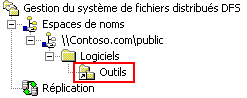 Gestion du système de fichiers distribués DFS
Espaces de noms
\\Contoso.com\public
Logiciels
Outils
Réplication